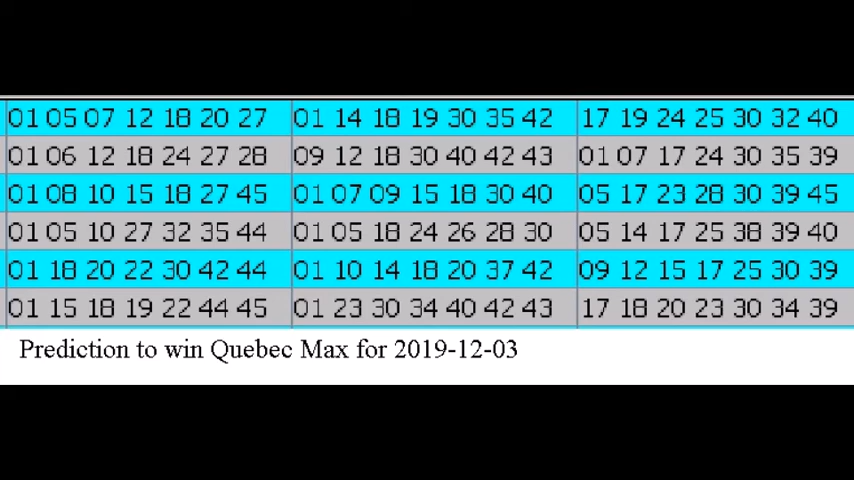 01 05 07 12 18 20 27 01 14 18 19 30 35 42 17 19 24 25 30 32 40
01 06 12 18 24 27 28 09 12 18 30 40 42 43 01 07 17 24 30 35 39
01 08 10 15 18 27 45 01 07 09 15 18 30 40 05 17 23 28 30 39 45
01 05 10 27 32 35 44 01 05 18 24 26 28 30 05 14 17 25 38 39 40
01 18 20 22 30 42 44 01 10 14 18 20 37 42 09 12 15 17 25 30 39
01 15 18 19 22 44 45 01 23 30 34 40 42 43 17 18 20 23 30 34 39
Prediction to win Quebec Max for 2019-12-03